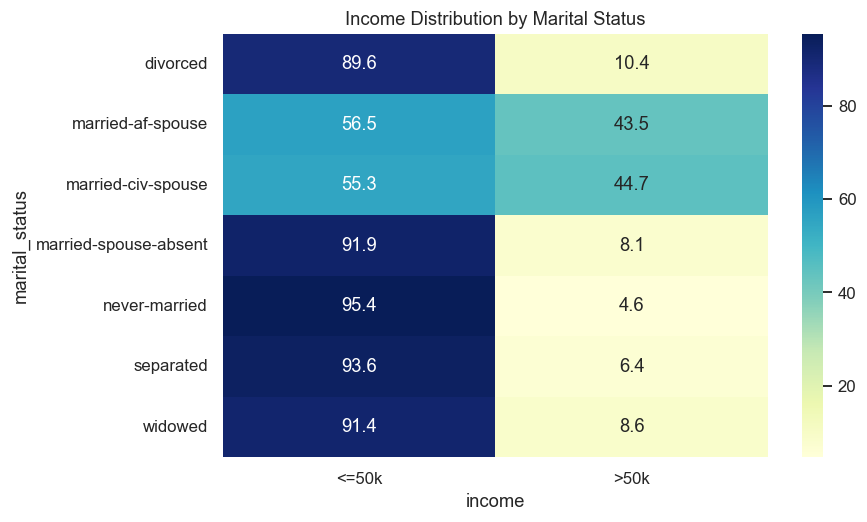 Income Distribution by Marital Status
divorced 89.6 10.4
80
married-af-spouse 56.5 43.5
married-civ-spouse 55.3 44.7
60
marital_status
married-spouse-absent 91.9 8.1
40
never-married 95.4 4.6
separated 93.6 6.4
20
widowed 91.4 8.6
<=50k >50k
income